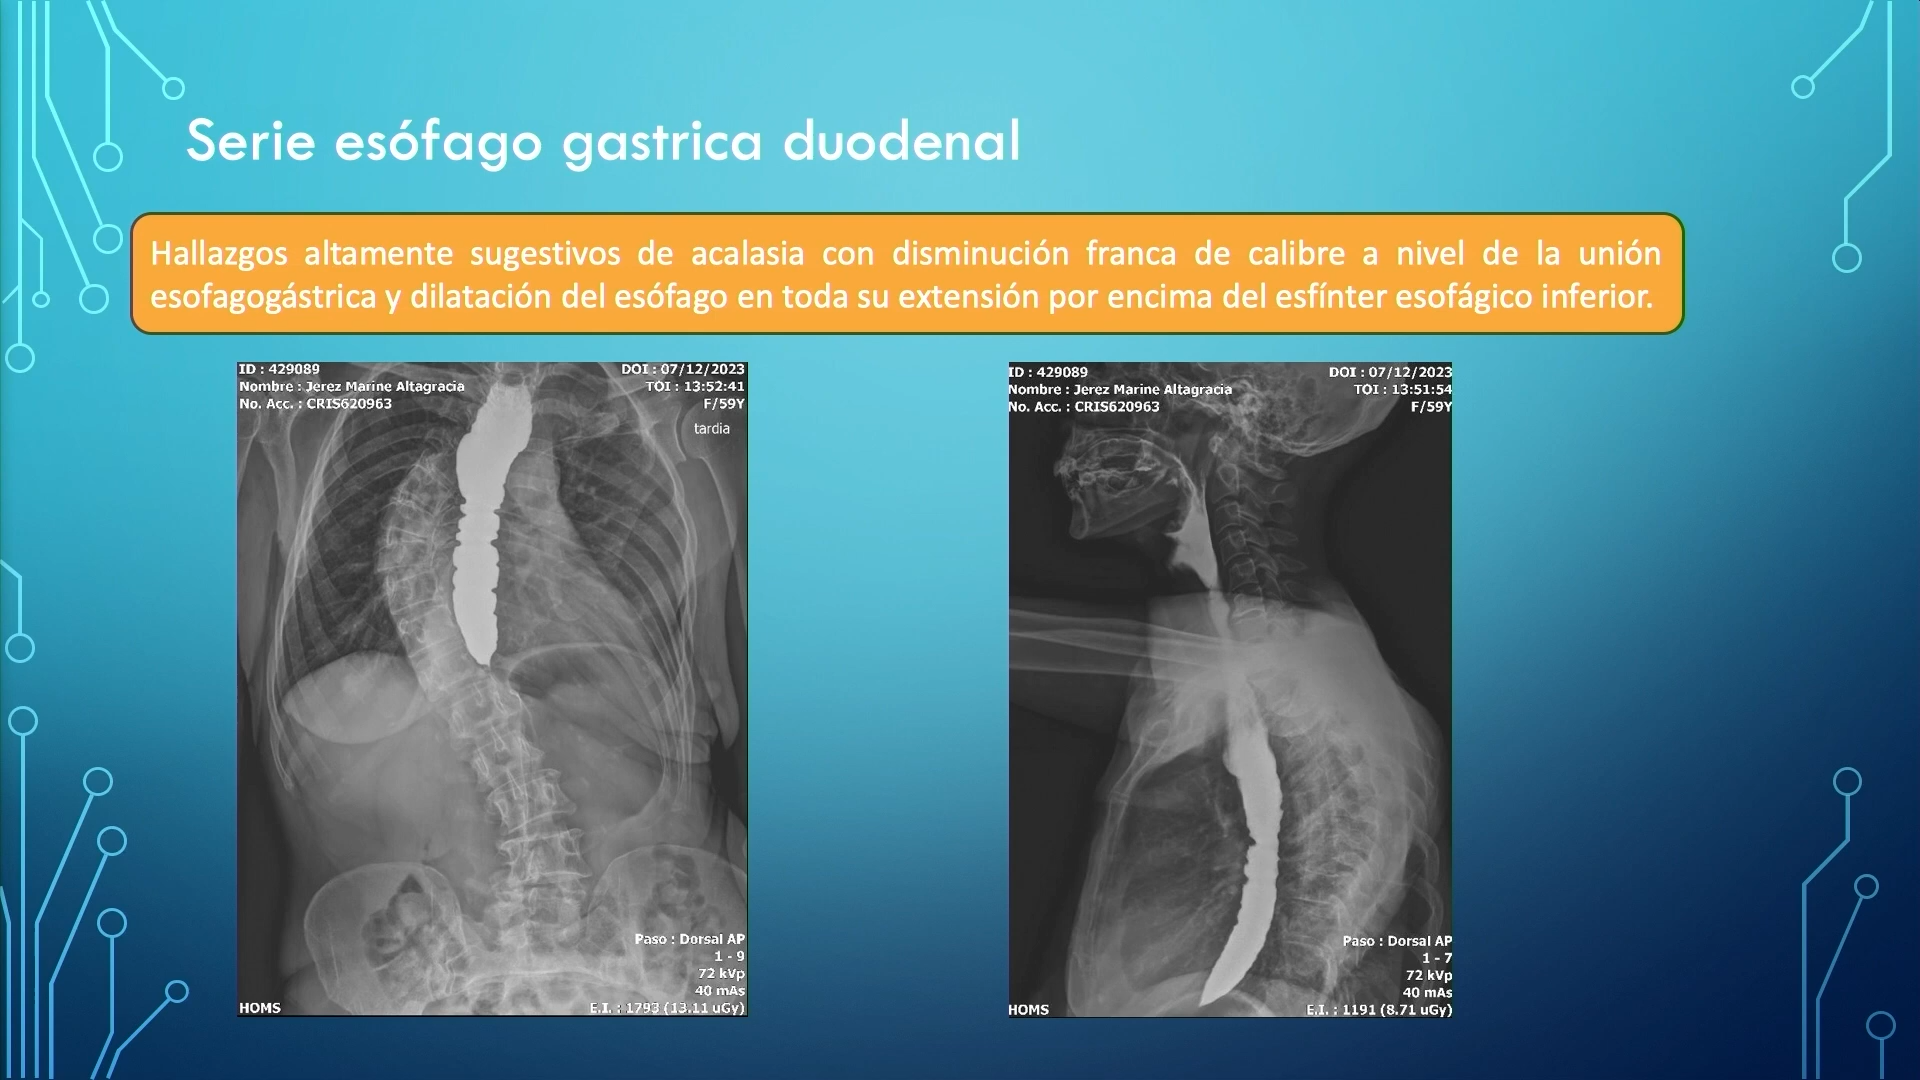 Serie esófago gastrica duodenal
Hallazgos altamente sugestivos de acalasia con disminución franca de calibre a nivel de la unión
esofagogástrica y dilatación del esófago en toda su extensión por encima del esfínter esofágico inferior.
ID : 429089
Nombre : Jerez Marine Altagracia
No. Acc. : CRIS620963
DOI : 07/12/2023
TOI : 13:52:41
F/59Y
tardia
Paso : Dorsal AP
1 - 9
72 kVp
40 mAs
E.I. : 1793 (13.11 uGy)
HOMS
ID : 429089
Nombre : Jerez Marine Altagracia
No. Acc. : CRIS620963
DOI : 07/12/2023
TOI : 13:51:54
F/59Y
Paso : Dorsal AP
1 - 7
72 kVp
40 mAs
E.I. : 1191 (8.71 uGy)
HOMS